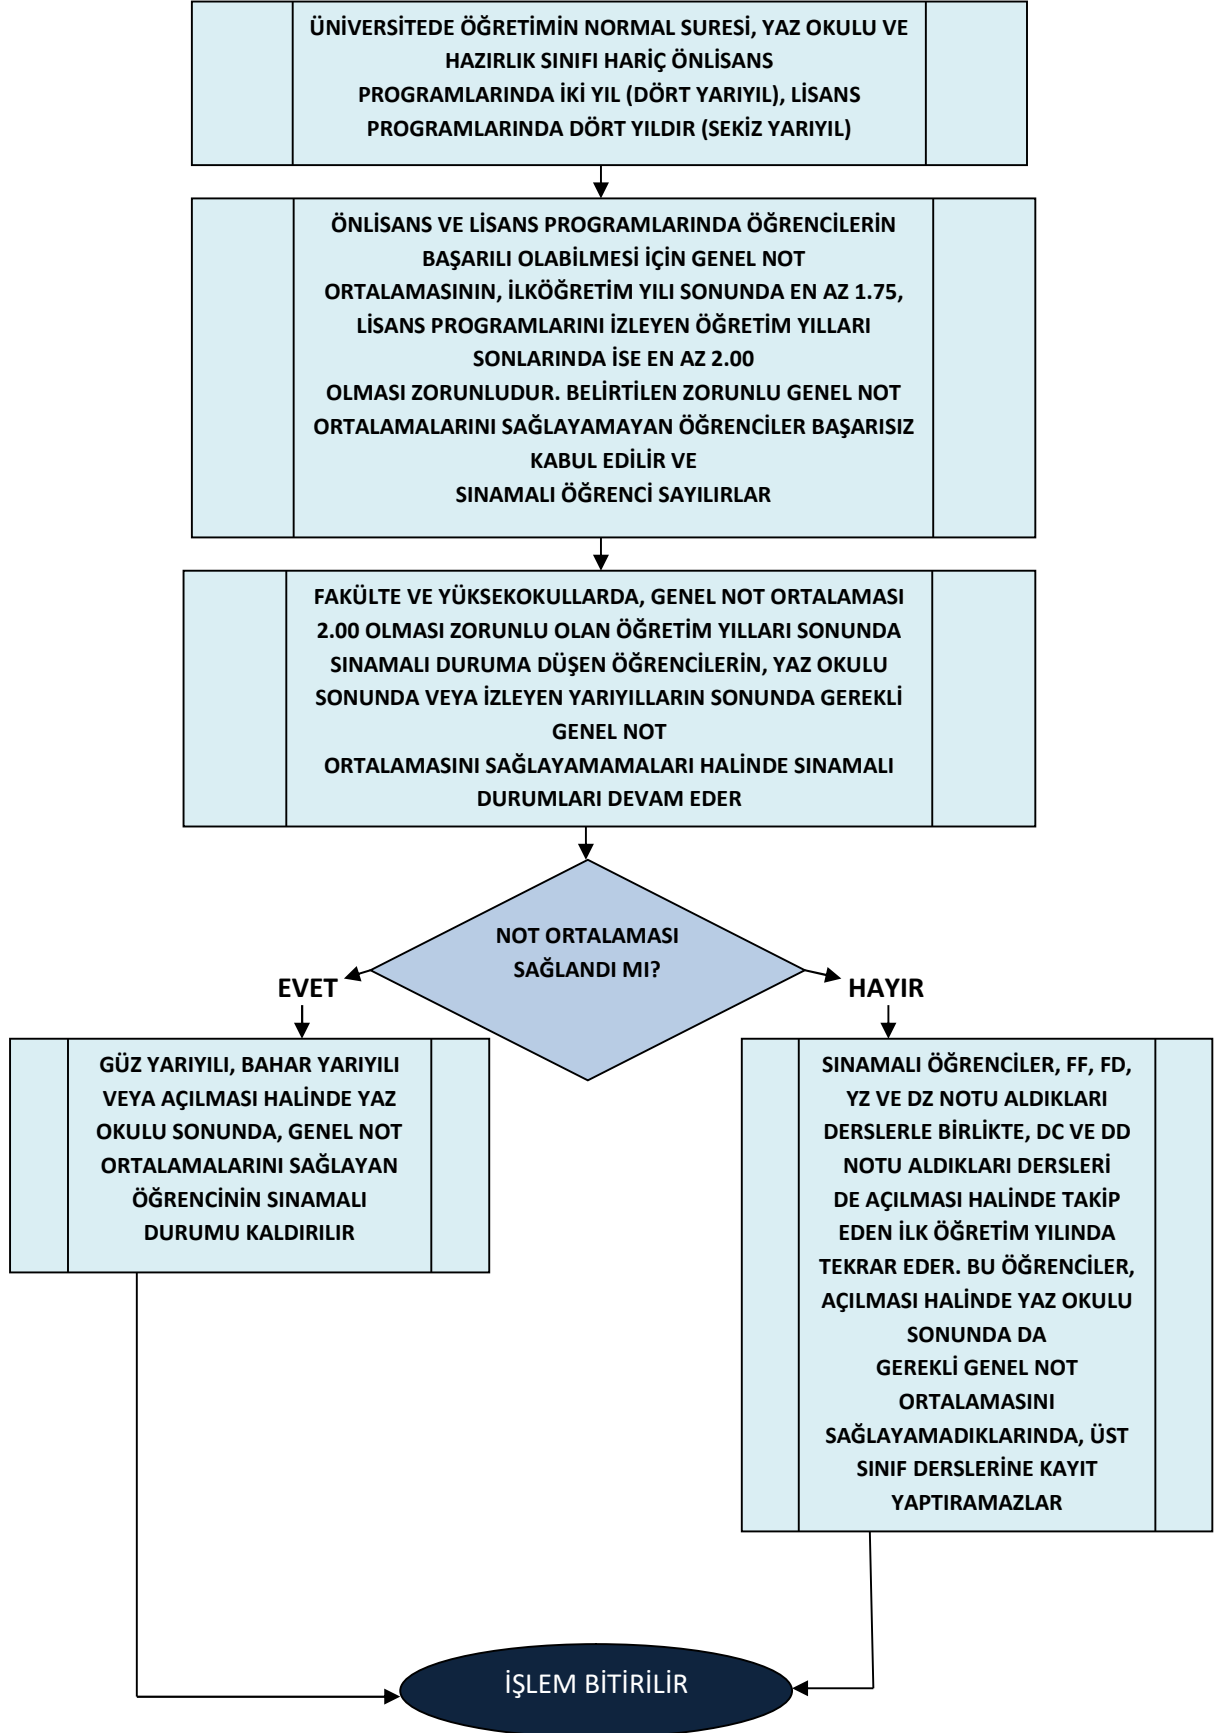 ÜNİVERSİTEDE ÖĞRETİMİN NORMAL SURESİ, YAZ OKULU VE
HAZIRLIK SINIFI HARİÇ ÖNLİSANS
PROGRAMLARINDA İKİ YIL (DÖRT YARIYIL), LİSANS
PROGRAMLARINDA DÖRT YILDIR (SEKİZ YARIYIL)
ÖNLİSANS VE LİSANS PROGRAMLARINDA ÖĞRENCİLERİN
BAŞARILI OLABİLMESİ İÇİN GENEL NOT
ORTALAMASININ, İLKÖĞRETİM YILI SONUNDA EN AZ 1.75,
LİSANS PROGRAMLARINI İZLEYEN ÖĞRETİM YILLARI
SONLARINDA İSE EN AZ 2.00
OLMASI ZORUNLUDUR. BELİRTİLEN ZORUNLU GENEL NOT
ORTALAMALARINI SAĞLAYAMAYAN ÖĞRENCİLER BAŞARISIZ
KABUL EDİLİR VE
SINAMALI ÖĞRENCİ SAYILIRLAR
FAKÜLTE VE YÜKSEKOKULLARDA, GENEL NOT ORTALAMASI
2.00 OLMASI ZORUNLU OLAN ÖĞRETİM YILLARI SONUNDA
SINAMALI DURUMA DÜŞEN ÖĞRENCİLERİN, YAZ OKULU
SONUNDA VEYA İZLEYEN YARIYILLARIN SONUNDA GEREKLİ
GENEL NOT
ORTALAMASINI SAĞLAYAMAMALARI HALİNDE SINAMALI
DURUMLARI DEVAM EDER
NOT ORTALAMASI
SAĞLANDI MI?
EVET
HAYIR
GÜZ YARIYILI, BAHAR YARIYILI
VEYA AÇILMASI HALİNDE YAZ
OKULU SONUNDA, GENEL NOT
ORTALAMALARINI SAĞLAYAN
ÖĞRENCİNİN SINAMALI
DURUMU KALDIRILIR
SINAMALI ÖĞRENCİLER, FF, FD,
YZ VE DZ NOTU ALDIKLARI
DERSLERLE BİRLİKTE, DC VE DD
NOTU ALDIKLARI DERSLERİ
DE AÇILMASI HALİNDE TAKİP
EDEN İLK ÖĞRETİM YILINDA
TEKRAR EDER. BU ÖĞRENCİLER,
AÇILMASI HALİNDE YAZ OKULU
SONUNDA DA
GEREKLİ GENEL NOT
ORTALAMASINI
SAĞLAYAMADIKLARINDA, ÜST
SINIF DERSLERİNE KAYIT
YAPTIRAMAZLAR
İŞLEM BİTİRİLİR